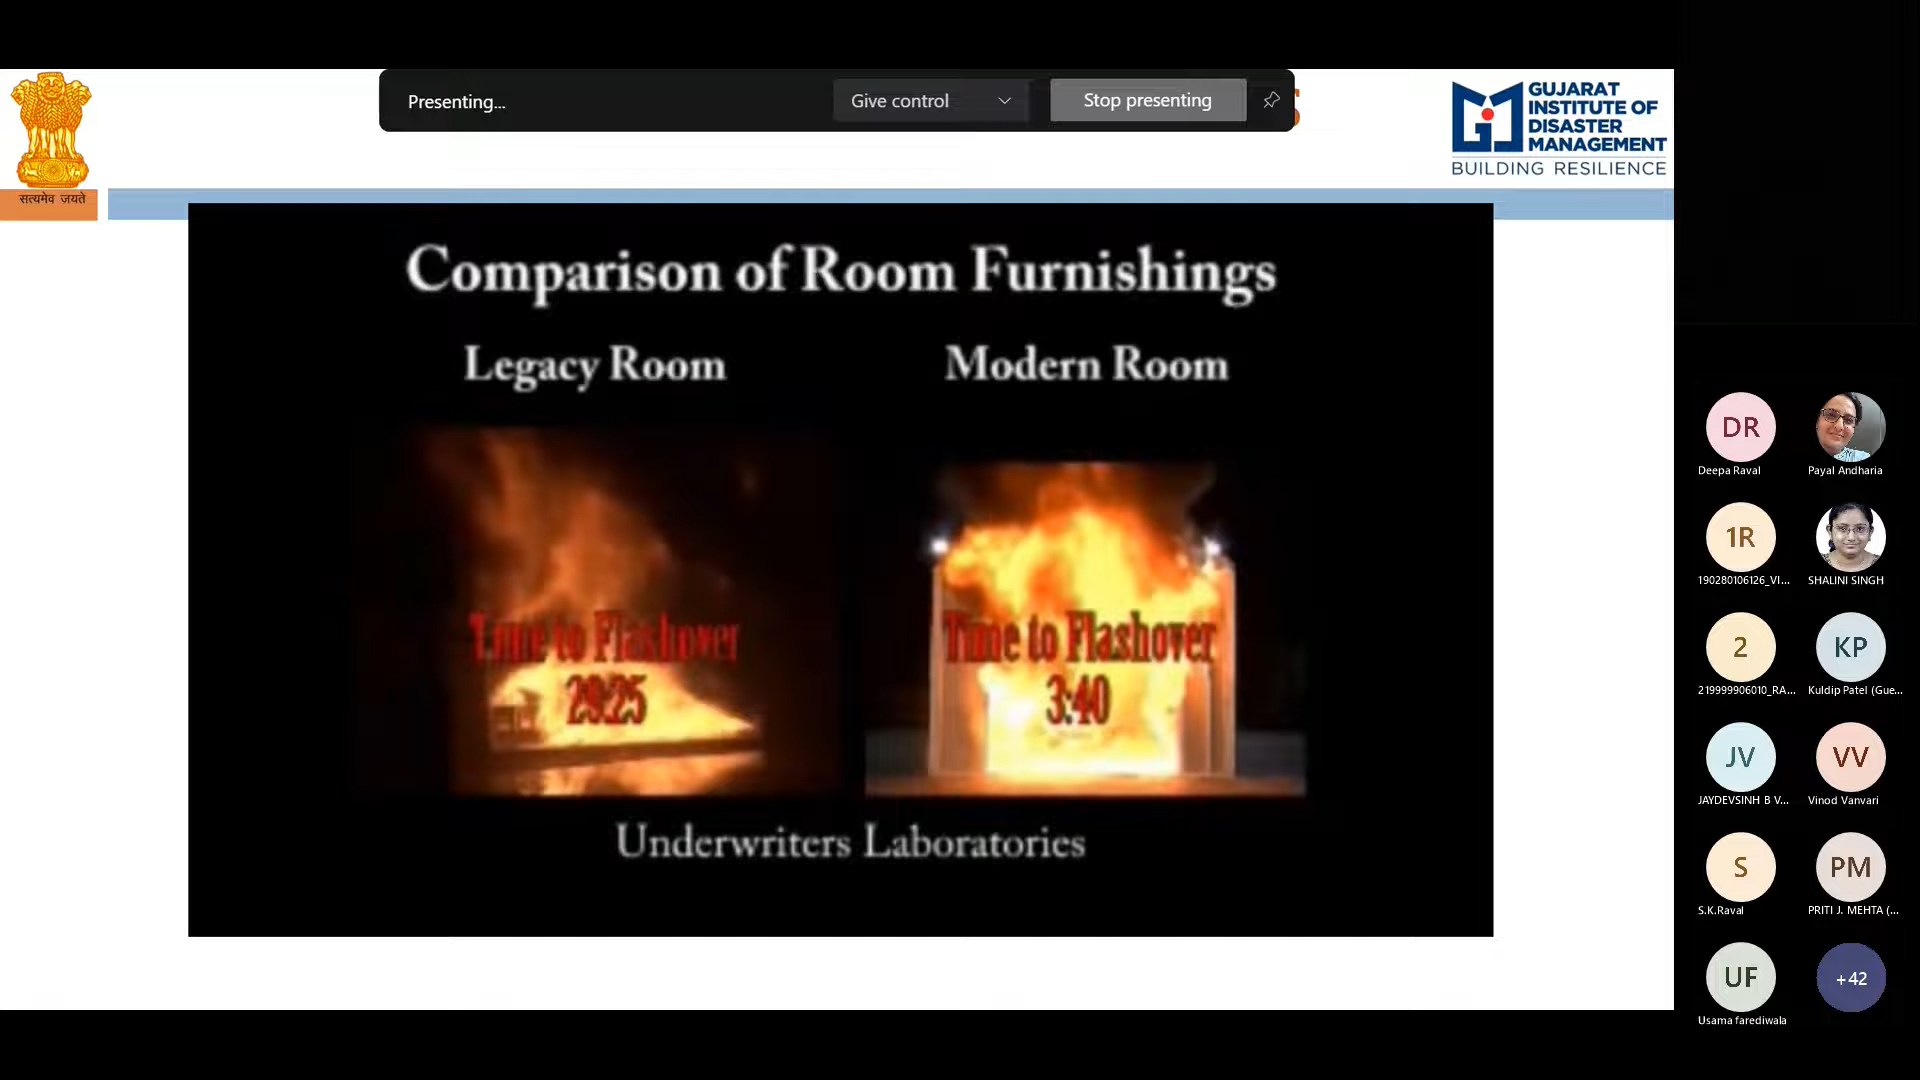 Presenting...
Give control
Stop presenting
GUJARAT
INSTITUTE OF
DISASTER
MANAGEMENT
BUILDING RESILIENCE
सत्यमेव जयते
Comparison of Room Furnishings
Legacy Room
Modern Room
Time to Flashover
29:25
Time to Flashover
3:40
Underwriters Laboratories
DR
Deepa Raval
Payal Andharia
1R
190280106126_VI...
SHALINI SINGH
2
219999906010_RA...
KP
Kuldip Patel (Gue...
JV
JAYDEVSINH B V...
VV
Vinod Vanvari
S
S.K.Raval
PM
PRITI J. MEHTA (...
UF
Usama farediwala
+42